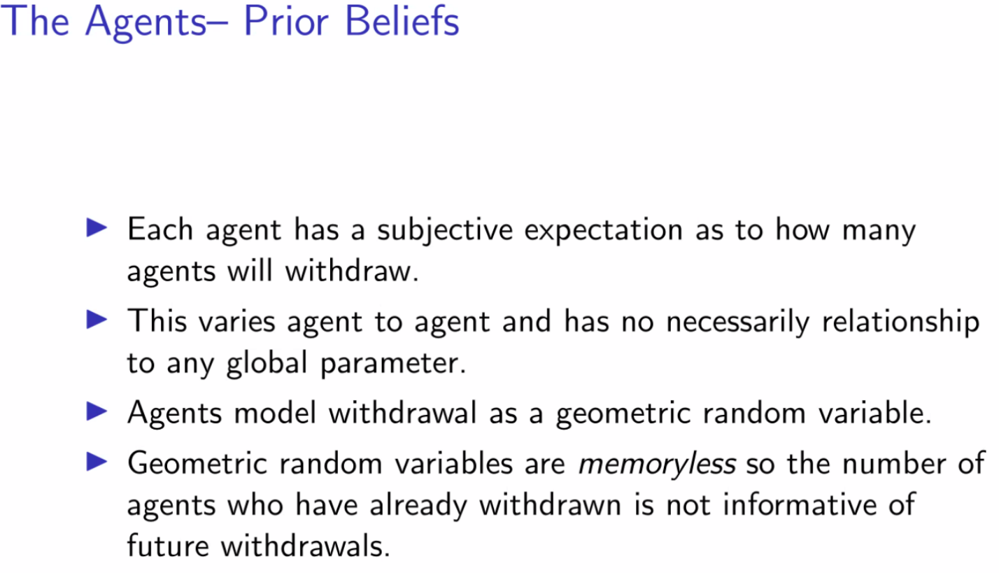 The Agents– Prior Beliefs
Each agent has a subjective expectation as to how many
agents will withdraw.
This varies agent to agent and has no necessarily relationship
to any global parameter.
Agents model withdrawal as a geometric random variable.
Geometric random variables are memoryless so the number of
agents who have already withdrawn is not informative of
future withdrawals.